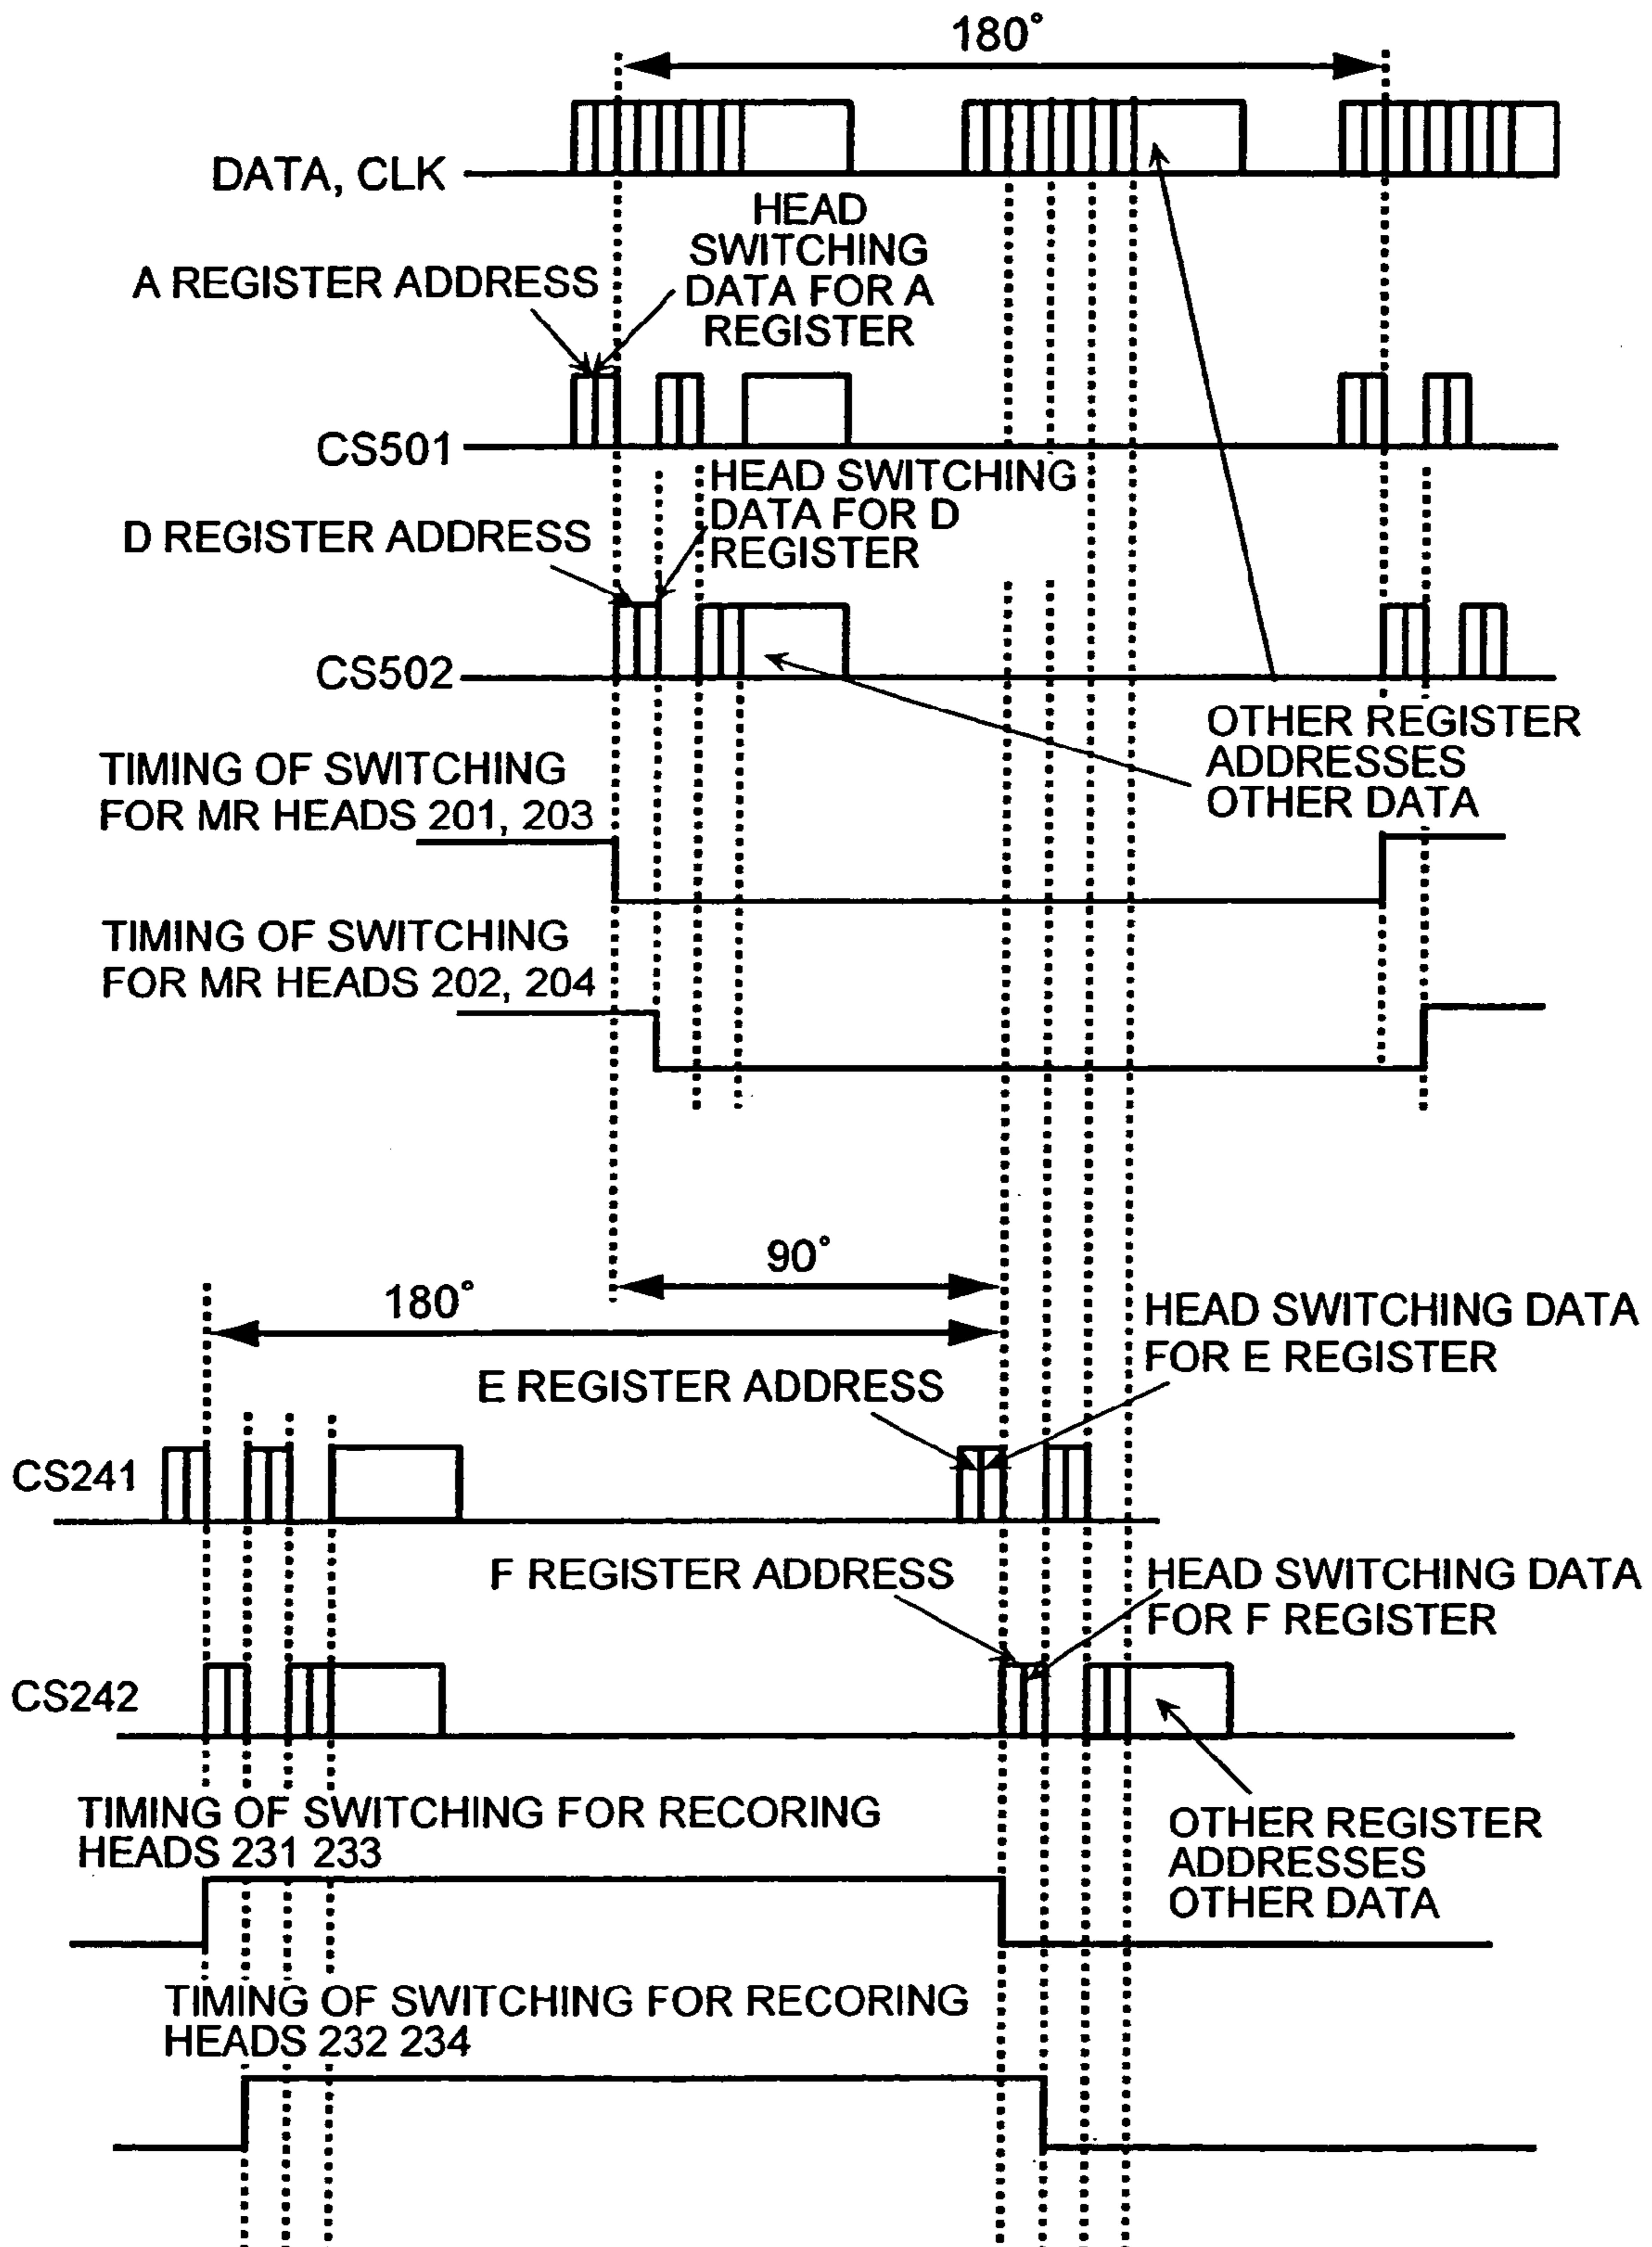 180°
DATA, CLK
HEAD
SWITCHING
DATA FOR A
REGISTER
A REGISTER ADDRESS
CS501
HEAD SWITCHING
DATA FOR D
REGISTER
D REGISTER ADDRESS
CS502
OTHER REGISTER
ADDRESSES
OTHER DATA
TIMING OF SWITCHING
FOR MR HEADS 201, 203
TIMING OF SWITCHING
FOR MR HEADS 202, 204
90°
180°
HEAD SWITCHING DATA
FOR E REGISTER
E REGISTER ADDRESS
CS241
F REGISTER ADDRESS
HEAD SWITCHING DATA
FOR F REGISTER
CS242
TIMING OF SWITCHING FOR RECORING
HEADS 231 233
OTHER REGISTER
ADDRESSES
OTHER DATA
TIMING OF SWITCHING FOR RECORING
HEADS 232 234